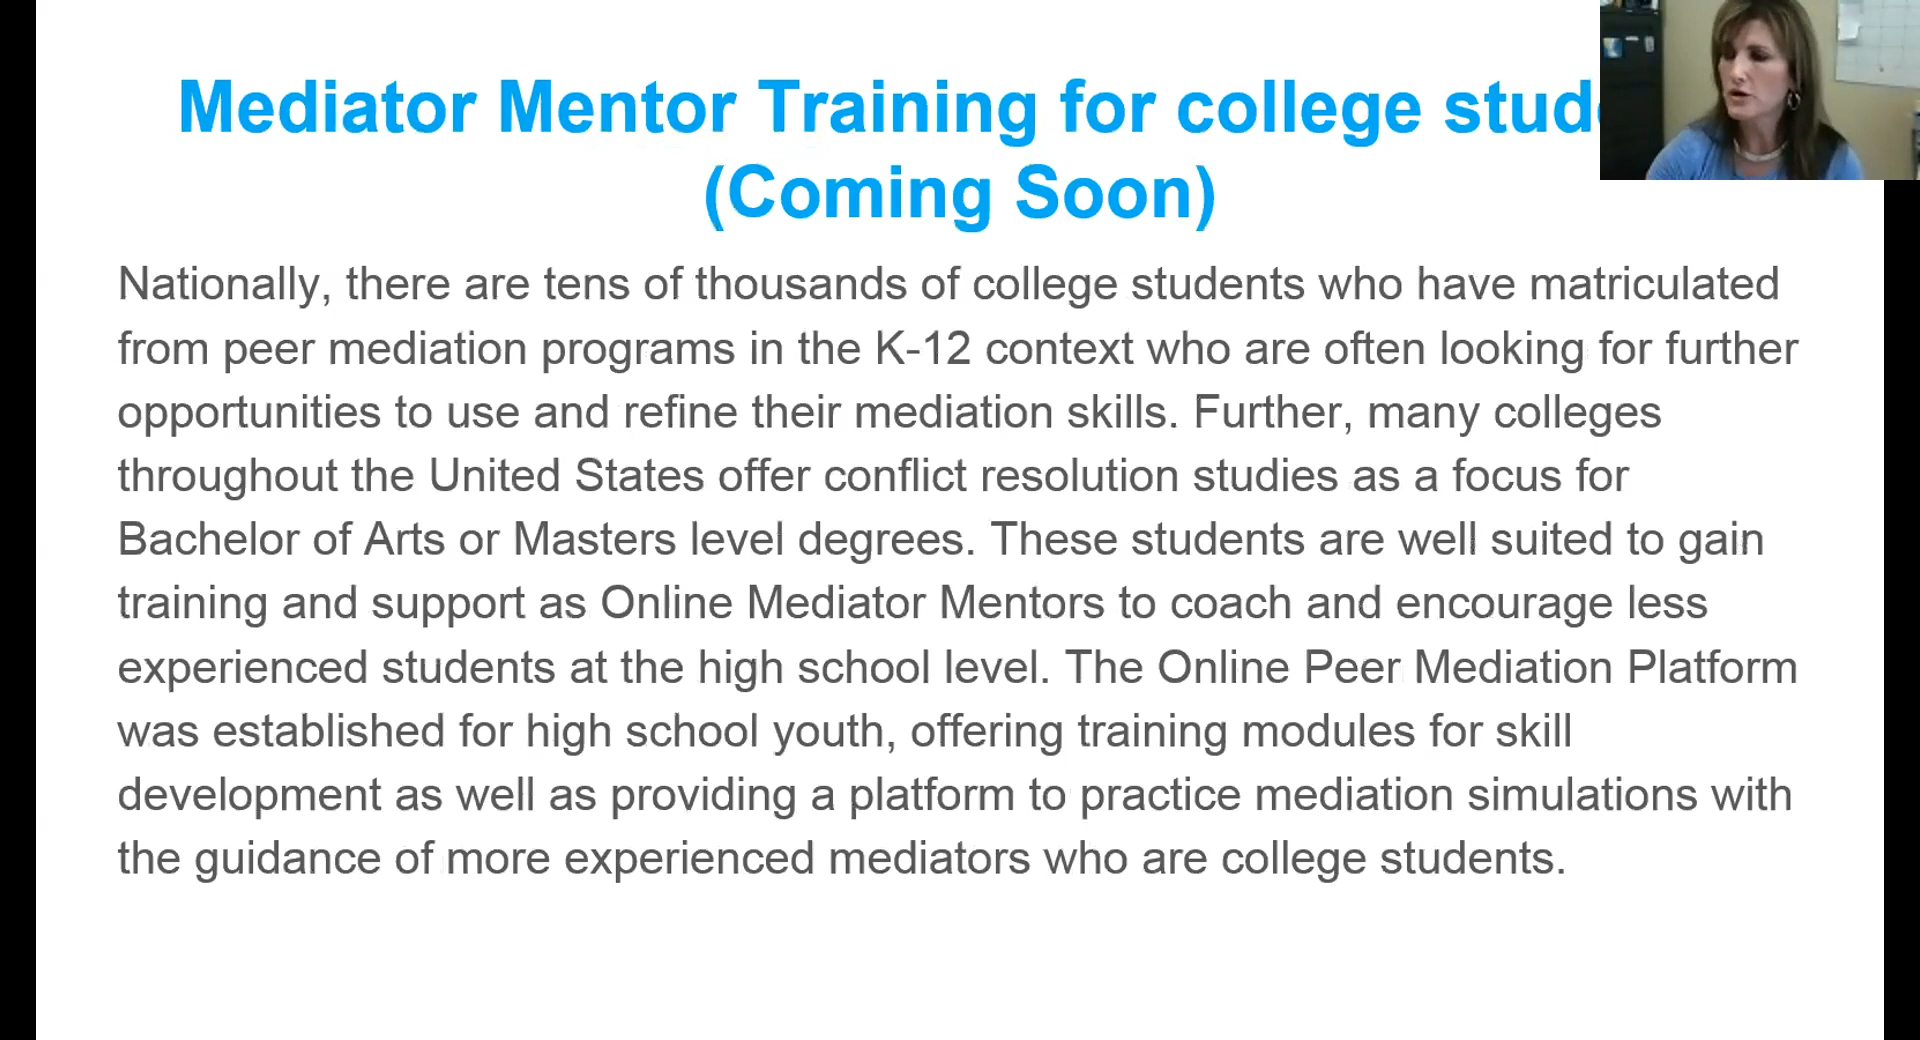 Mediator Mentor Training for college
(Coming Soon)
Nationally, there are tens of thousands of college students who have matriculated
from peer mediation programs in the K-12 context who are often looking for further
opportunities to use and refine their mediation skills. Further, many colleges
throughout the United States offer conflict resolution studies as a focus for
Bachelor of Arts or Masters level degrees. These students are well suited to gain
training and support as Online Mediator Mentors to coach and encourage less
experienced students at the high school level. The Online Peer Mediation Platform
was established for high school youth, offering training modules for skill
development as well as providing a platform to practice mediation simulations with
the guidance of more experienced mediators who are college students.